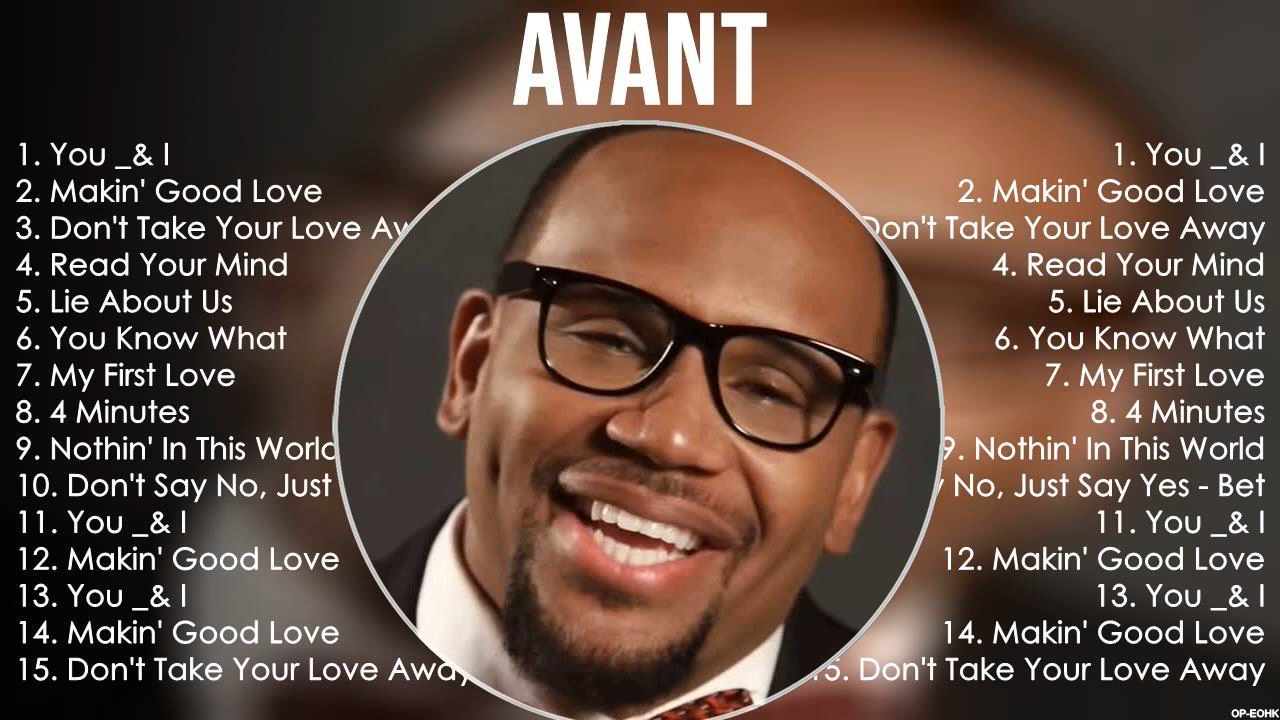 AVANT
1. You _& I
2. Makin' Good Love
3. Don't Take Your Love Aw
4. Read Your Mind
5. Lie About Us
6. You Know What
7. My First Love
8. 4 Minutes
9. Nothin' In This World
10. Don't Say No, Just
11. You _& I
12. Makin' Good Love
13. You _& I
14. Makin' Good Love
15. Don't Take Your Love Away
1. You _& I
2. Makin' Good Love
Don't Take Your Love Away
4. Read Your Mind
5. Lie About Us
6. You Know What
7. My First Love
8. 4 Minutes
9. Nothin' In This World
y No, Just Say Yes - Bet
11. You _& I
12. Makin' Good Love
13. You _& I
14. Makin' Good Love
15. Don't Take Your Love Away
OP-EOHK